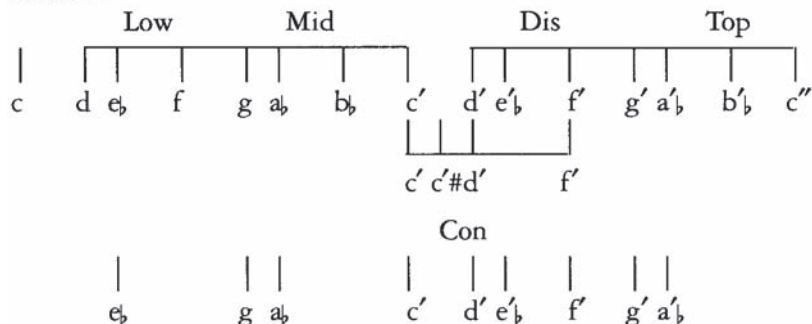 Low Mid Dis Top
c d e♭ f g a♭ b♭ c′ d′ e′♭ f′ g′ a′♭ b′♭ c″
c′ c′# d′ f′
Con
e♭ g a♭ c′ d′ e′♭ f′ g′ a′♭